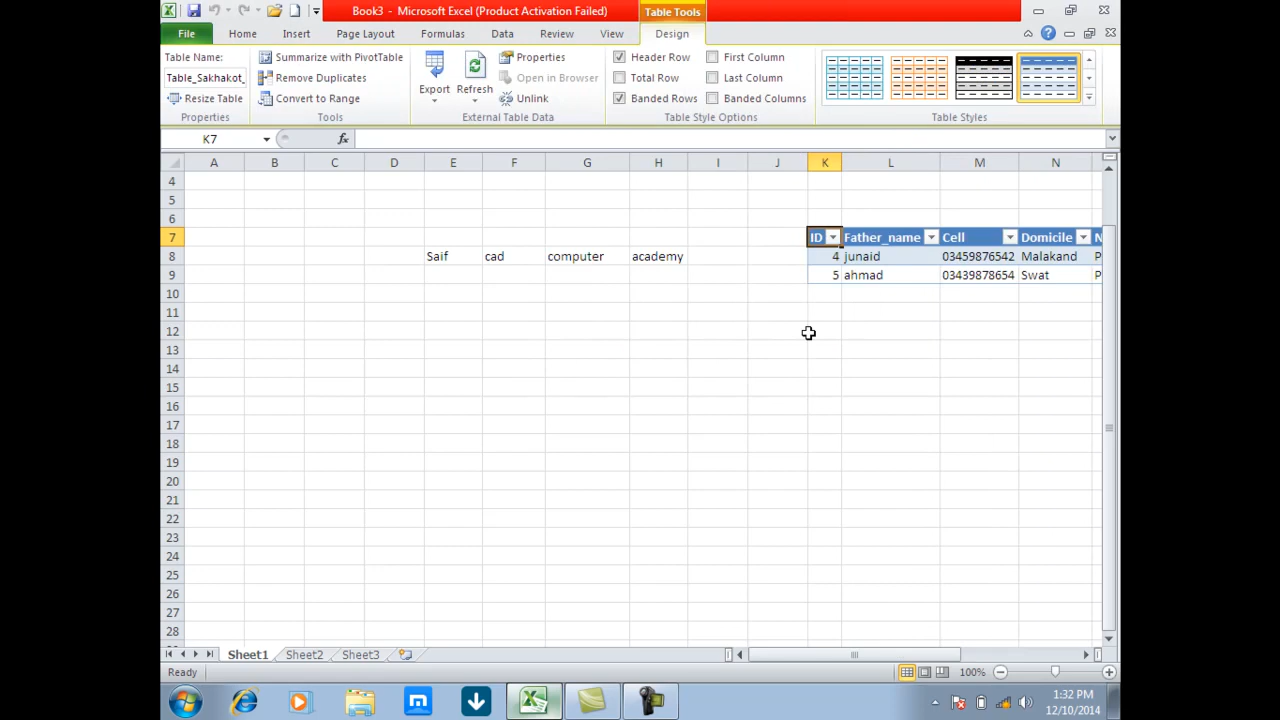 Book3 - Microsoft Excel (Product Activation Failed)
Table Tools
File Home Insert Page Layout Formulas Data Review View Design
Table Name:
Table_Sakhakot_
Resize Table
Properties
Summarize with PivotTable
Remove Duplicates
Convert to Range
Tools
Export
Refresh
Properties
Open in Browser
Unlink
External Table Data
Header Row
Total Row
Banded Rows
First Column
Last Column
Banded Columns
Table Style Options
Table Styles
K7
fx
A B C D E F G H I J K L M N
4
5
6
7 ID Father_name Cell Domicile N
8 Saif cad computer academy 4 junaid 03459876542 Malakand P
9 5 ahmad 03439878654 Swat P
10
11
12
13
14
15
16
17
18
19
20
21
22
23
24
25
26
27
28
Sheet1 Sheet2 Sheet3
Ready
100%
1:32 PM
12/10/2014